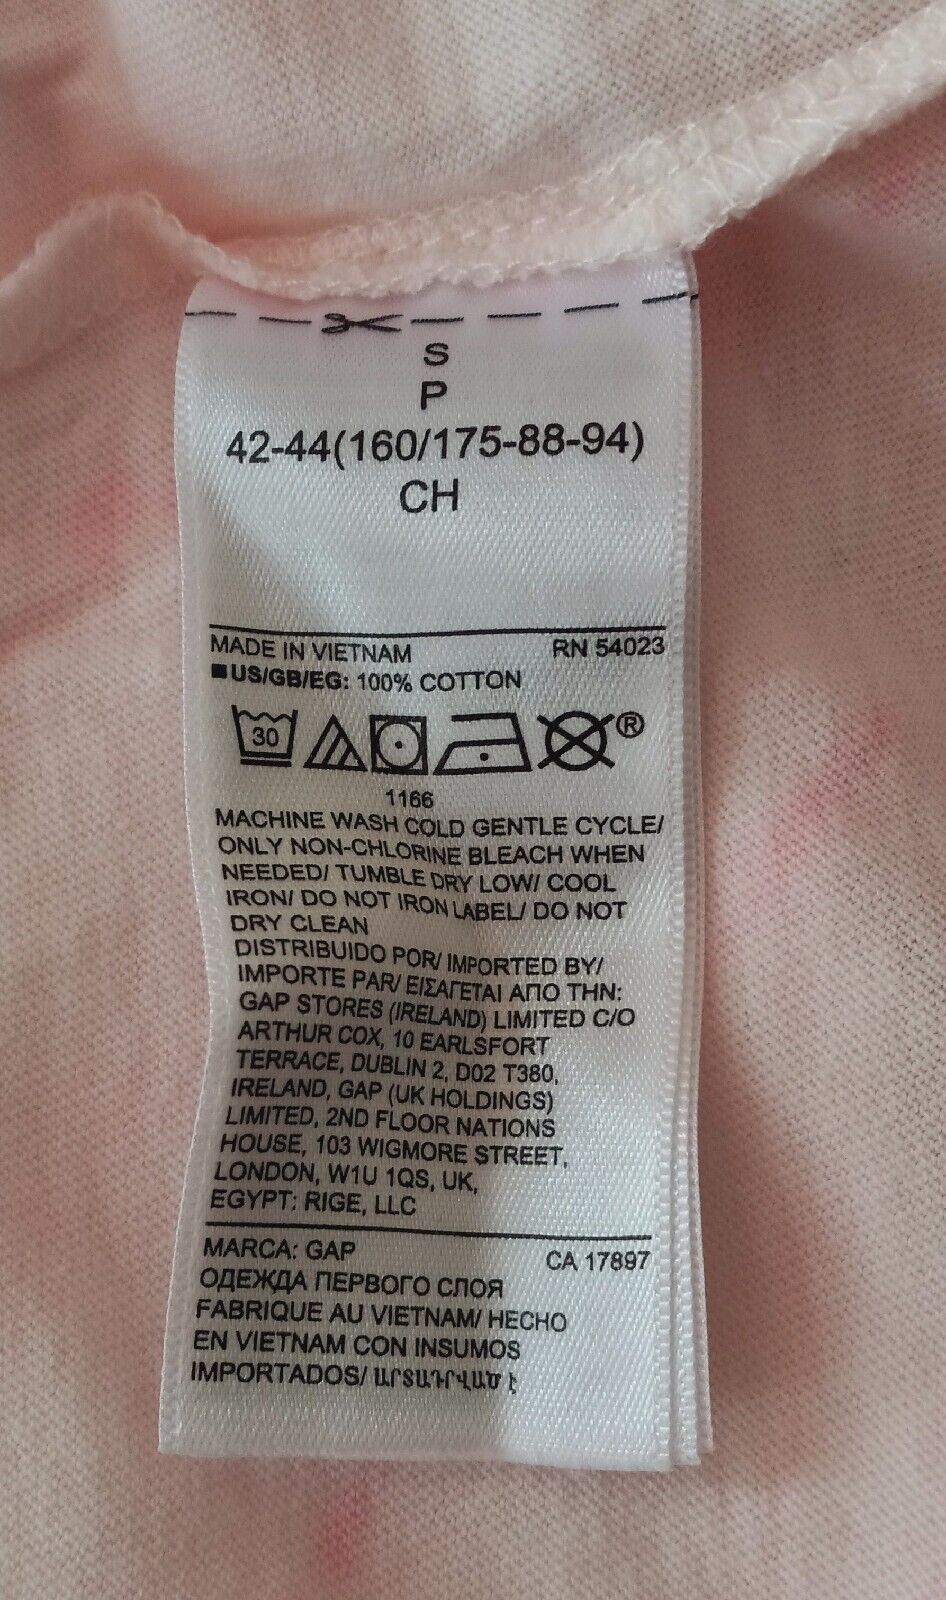 S
P
42-44(160/175-88-94)
CH
MADE IN VIETNAM RN 54023
■US/GB/EG: 100% COTTON
30 ®
1166
MACHINE WASH COLD GENTLE CYCLE/
ONLY NON-CHLORINE BLEACH WHEN
NEEDED/ TUMBLE DRY LOW/ COOL
IRON/ DO NOT IRON LABEL/ DO NOT
DRY CLEAN
DISTRIBUIDO POR/ IMPORTED BY/
IMPORTE PAR/ ΕΙΣΑΓΕΤΑΙ ΑΠΟ ΤΗΝ:
GAP STORES (IRELAND) LIMITED C/O
ARTHUR COX, 10 EARLSFORT
TERRACE, DUBLIN 2, D02 T380,
IRELAND, GAP (UK HOLDINGS)
LIMITED, 2ND FLOOR NATIONS
HOUSE, 103 WIGMORE STREET,
LONDON, W1U 1QS, UK,
EGYPT: RIGE, LLC
MARCA: GAP CA 17897
ОДЕЖДА ПЕРВОГО СЛОЯ
FABRIQUE AU VIETNAM/ HECHO
EN VIETNAM CON INSUMOS
IMPORTADOS/ ԱՐՏԱԴՐՎԱԾ Է